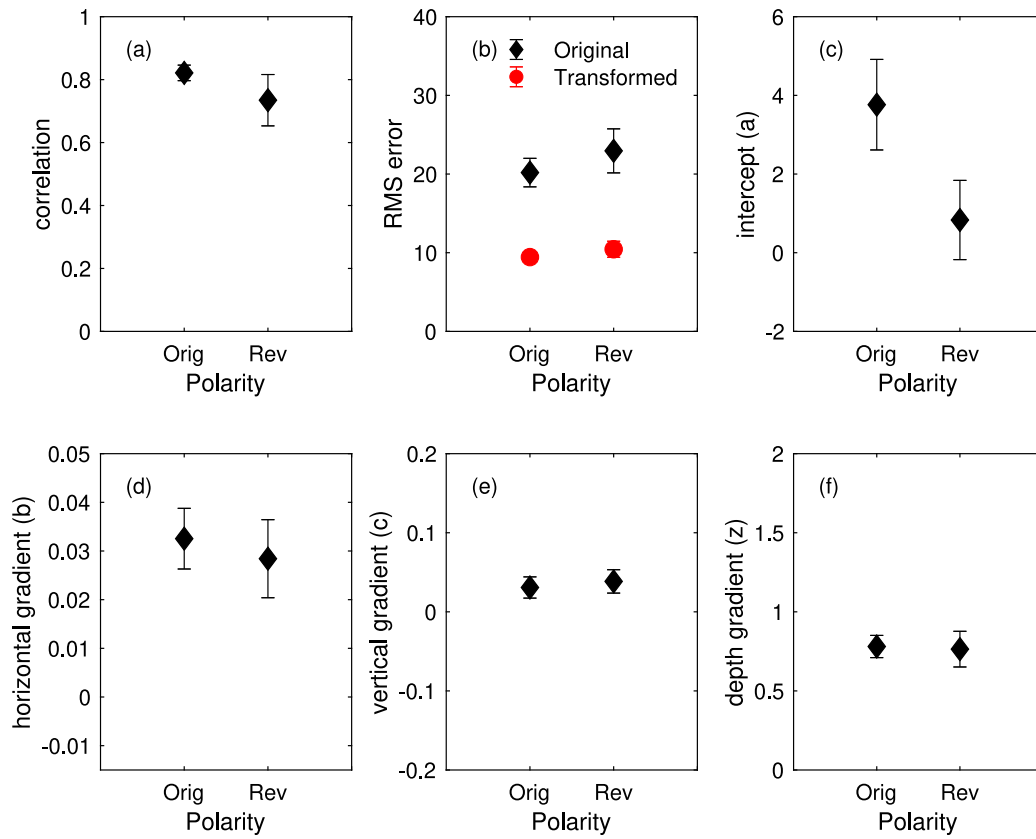 (a)
1
0.8
0.6
0.4
0.2
0
correlation
Orig Rev
Polarity
(b)
Original
Transformed
40
30
20
10
0
RMS error
Orig Rev
Polarity
(c)
6
4
2
0
-2
intercept (a)
Orig Rev
Polarity
(d)
0.05
0.04
0.03
0.02
0.01
0
-0.01
horizontal gradient (b)
Orig Rev
Polarity
(e)
0.2
0.1
0
-0.1
-0.2
vertical gradient (c)
Orig Rev
Polarity
(f)
2
1.5
1
0.5
0
depth gradient (z)
Orig Rev
Polarity